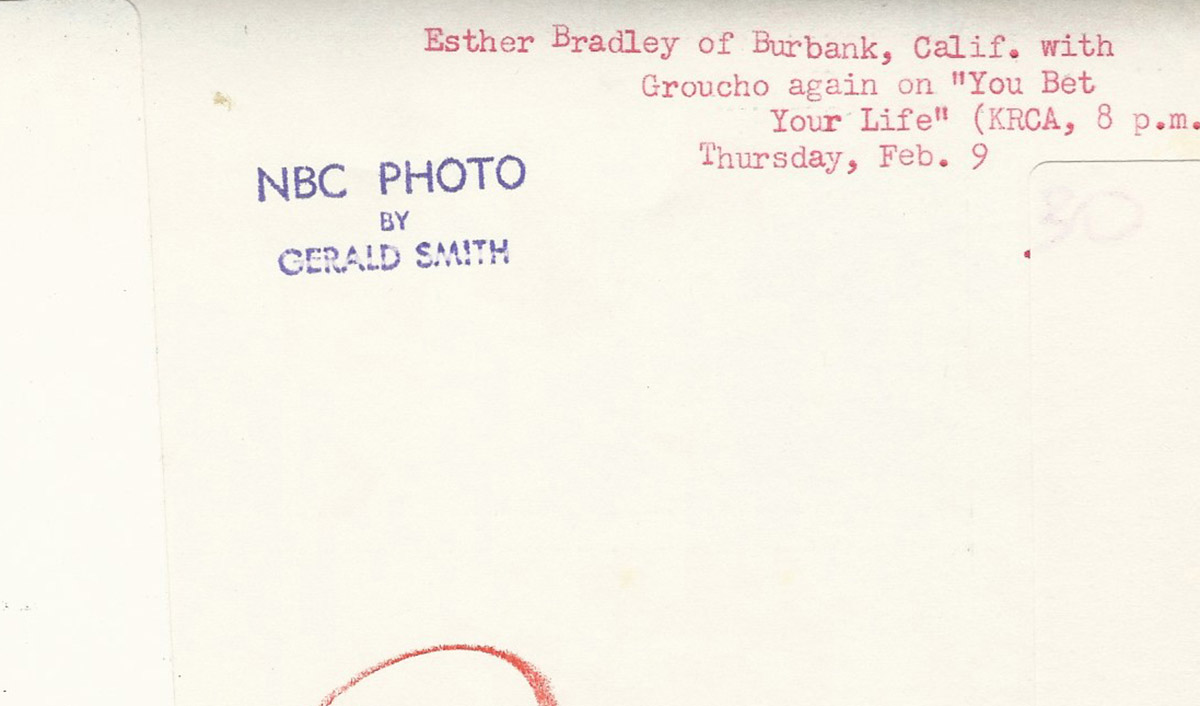 Esther Bradley of Burbank, Calif. with
Groucho again on "You Bet
Your Life" (KRCA, 8 p.m.
Thursday, Feb. 9
NBC PHOTO
BY
GERALD SMITH
30